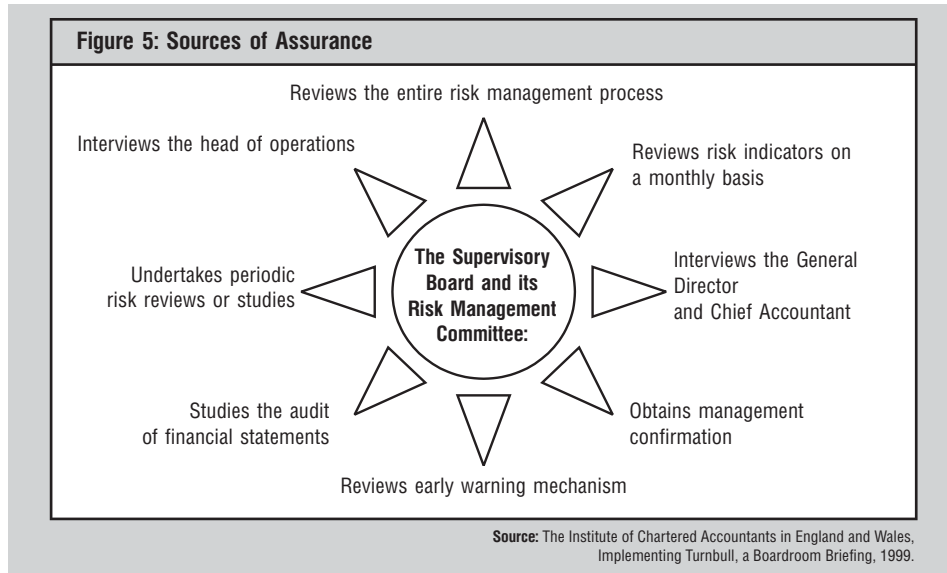 Figure 5: Sources of Assurance
Reviews the entire risk management process
Interviews the head of operations
Reviews risk indicators on
a monthly basis
The Supervisory
Board and its
Risk Management
Committee:
Undertakes periodic
risk reviews or studies
Interviews the General
Director
and Chief Accountant
Studies the audit
of financial statements
Obtains management
confirmation
Reviews early warning mechanism
Source: The Institute of Chartered Accountants in England and Wales,
Implementing Turnbull, a Boardroom Briefing, 1999.